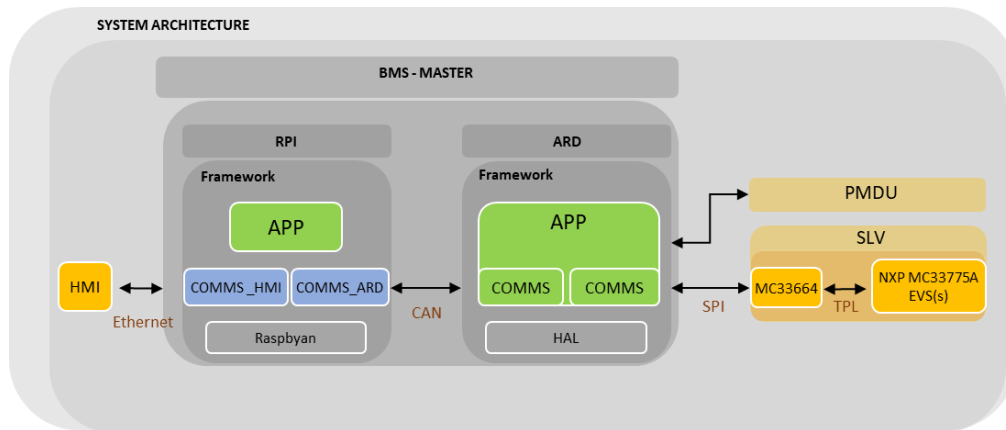 SYSTEM ARCHITECTURE
BMS - MASTER
RPI
ARD
Framework
Framework
APP
APP
PMDU
SLV
HMI
COMMS _HMI
COMMS_ARD
COMMS
COMMS
MC33664
NXP MC33775A
EVS(s)
Ethernet
CAN
SPI
TPL
Raspbyan
HAL